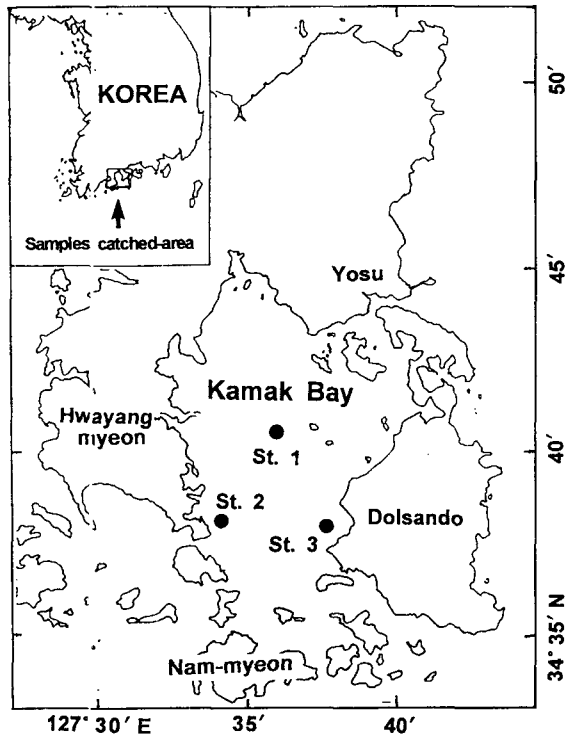 KOREA
Samples catched-area
Yosu
Kamak Bay
Hwayang-
myeon
St. 1
St. 2
St. 3
Dolsando
Nam-myeon
50′
45′
40′
34° 35′ N
127° 30′ E
35′
40′